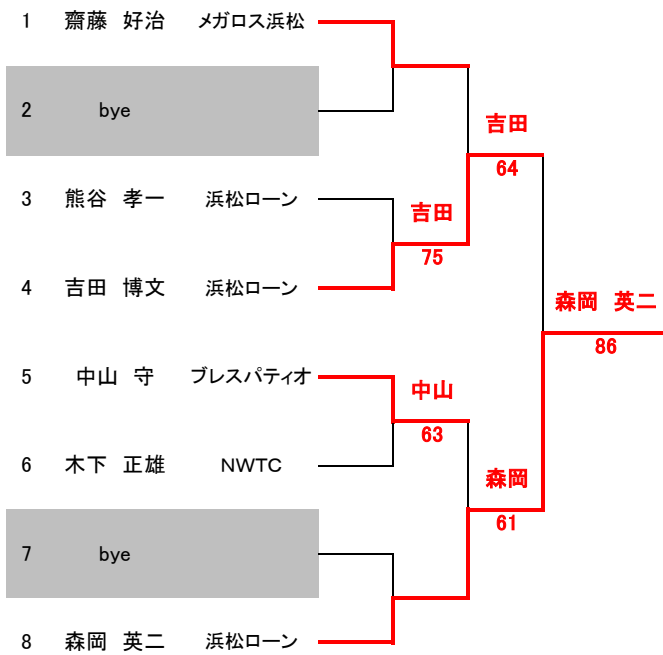 1 齋藤 好治 メガロス浜松
2 bye
吉田
64
3 熊谷 孝一 浜松ローン
吉田
75
4 吉田 博文 浜松ローン
森岡 英二
86
5 中山 守 ブレスパティオ
中山
63
6 木下 正雄 NWTC
森岡
61
7 bye
8 森岡 英二 浜松ローン